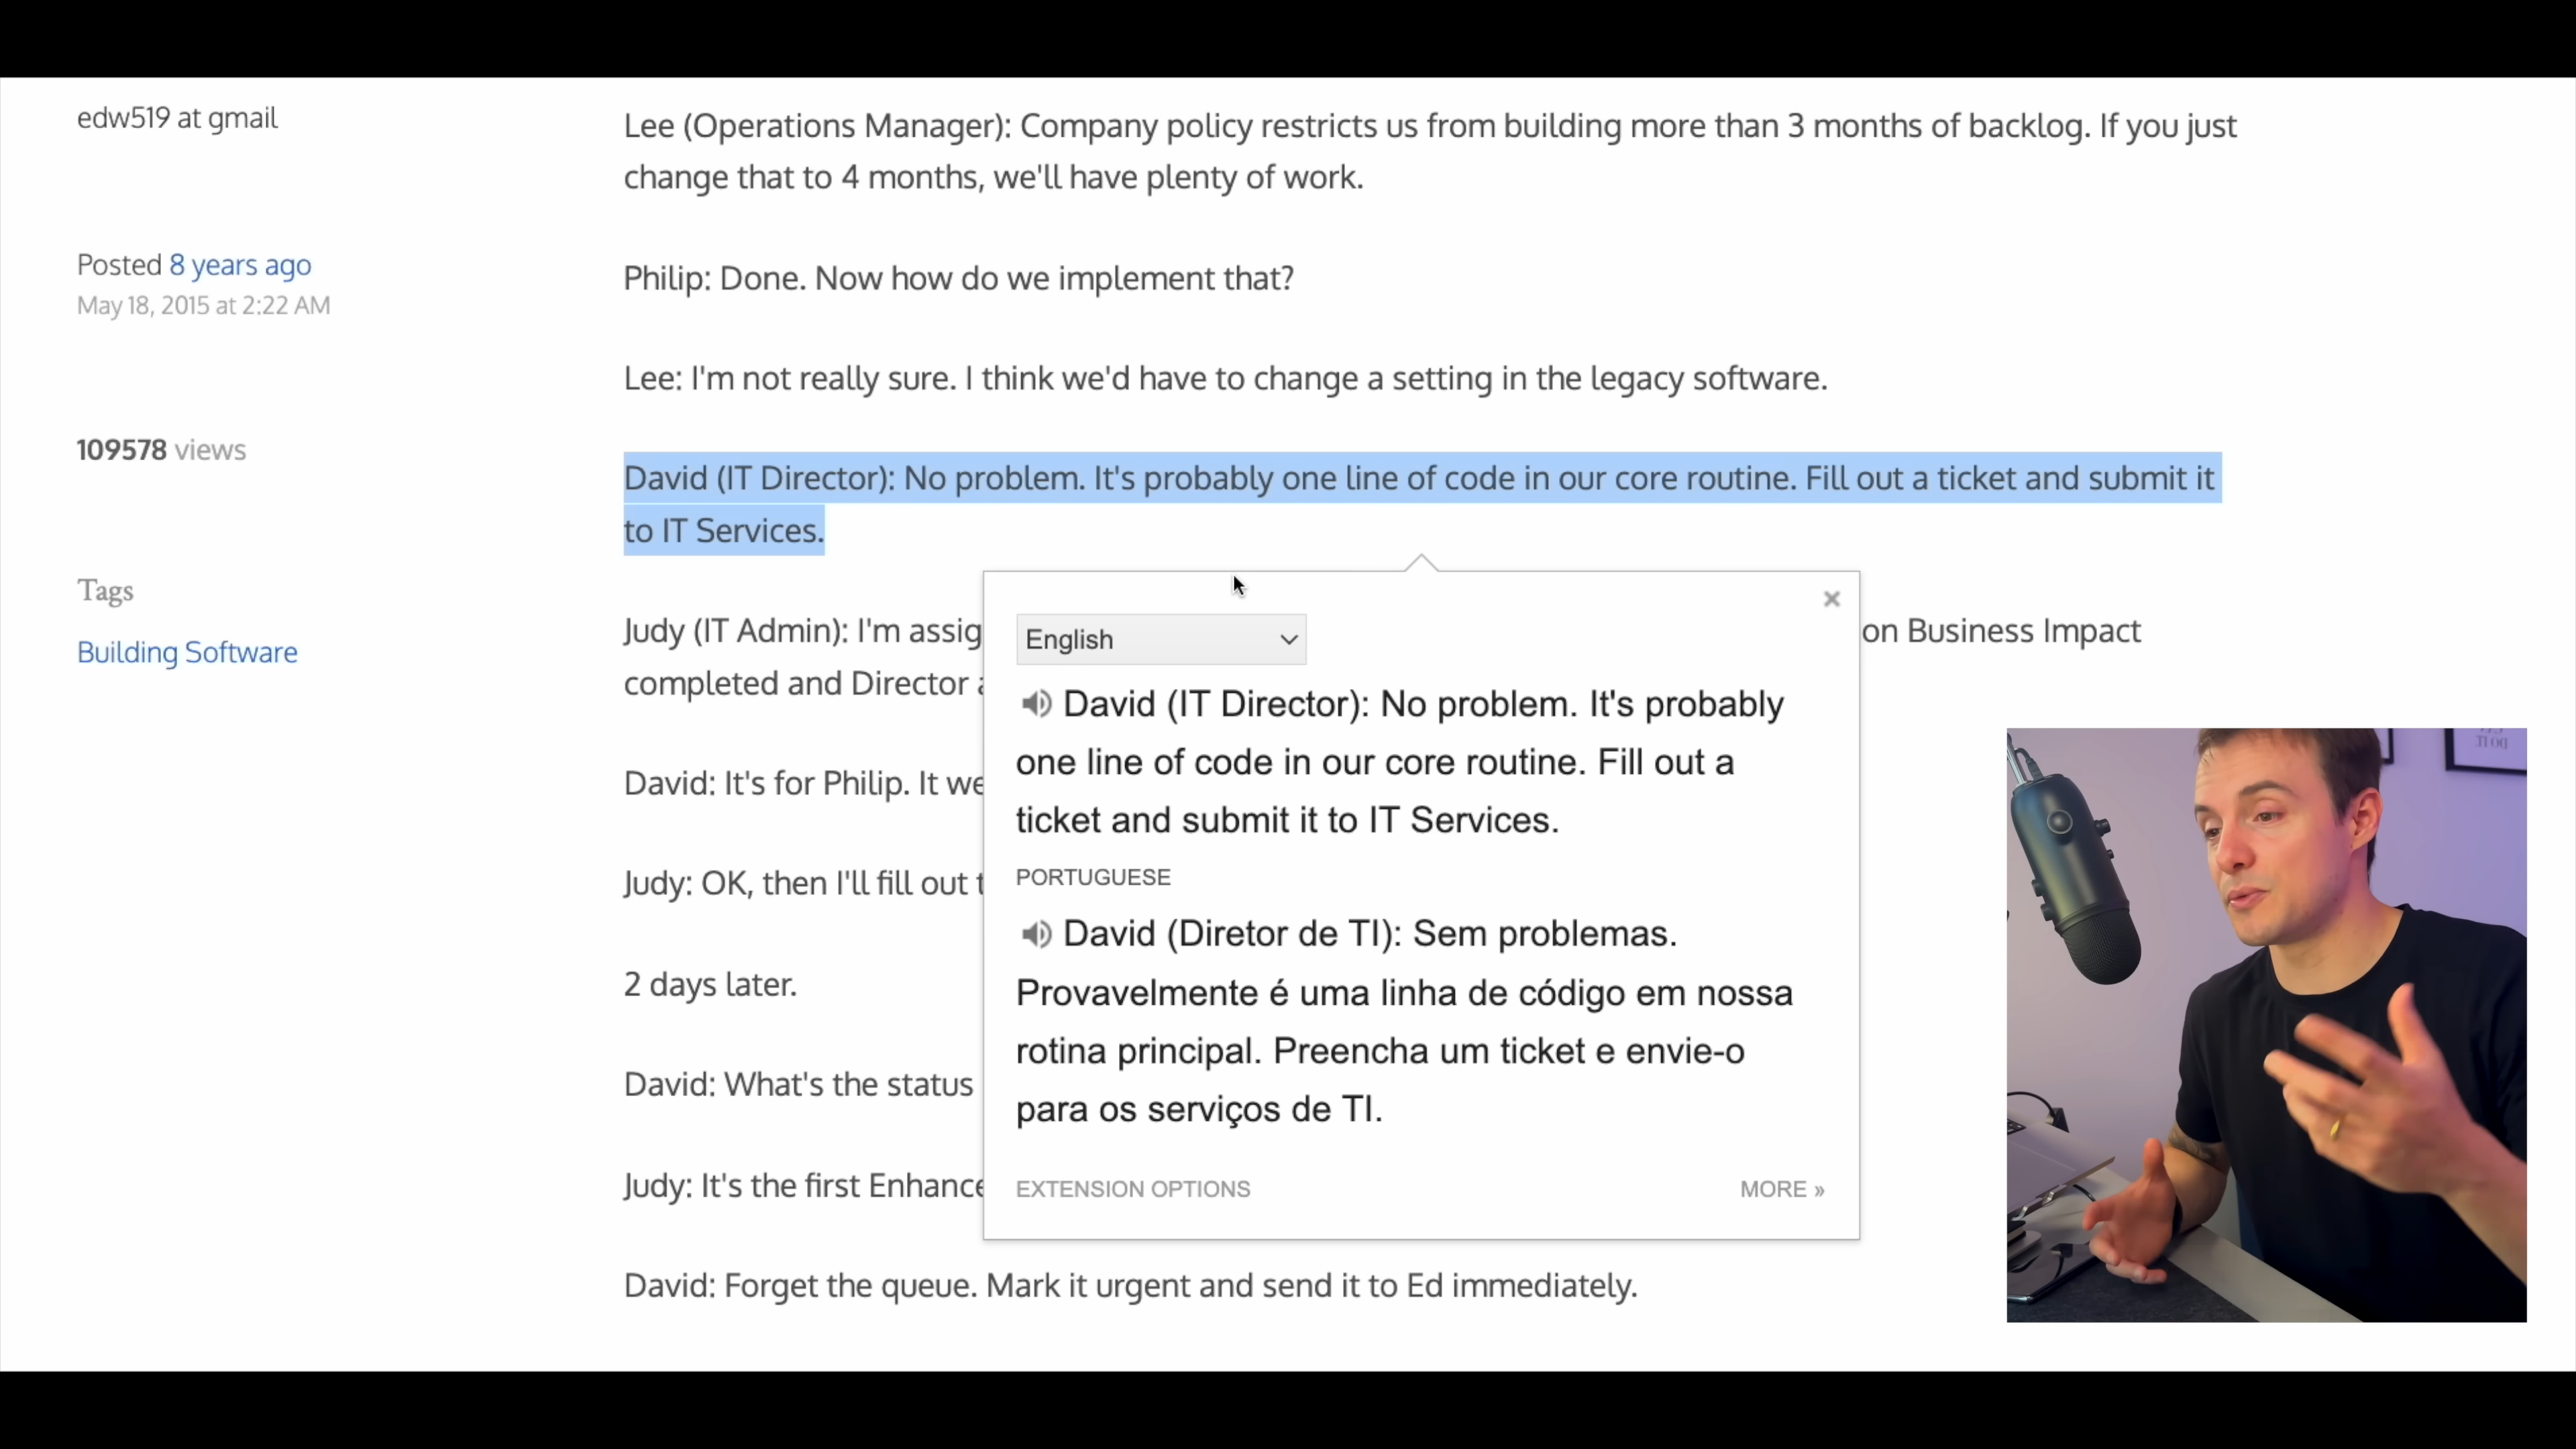 edw519 at gmail
Posted 8 years ago
May 18, 2015 at 2:22 AM
109578 views
Tags
Building Software
Lee (Operations Manager): Company policy restricts us from building more than 3 months of backlog. If you just
change that to 4 months, we'll have plenty of work.
Philip: Done. Now how do we implement that?
Lee: I'm not really sure. I think we'd have to change a setting in the legacy software.
David (IT Director): No problem. It's probably one line of code in our core routine. Fill out a ticket and submit it
to IT Services.
Judy (IT Admin): I'm assig on Business Impact
completed and Director
David: It's for Philip. It we
Judy: OK, then I'll fill out t
2 days later.
David: What's the status
Judy: It's the first Enhance
David: Forget the queue. Mark it urgent and send it to Ed immediately.
English
David (IT Director): No problem. It's probably
one line of code in our core routine. Fill out a
ticket and submit it to IT Services.
PORTUGUESE
David (Diretor de TI): Sem problemas.
Provavelmente é uma linha de código em nossa
rotina principal. Preencha um ticket e envie-o
para os serviços de TI.
EXTENSION OPTIONS
MORE »